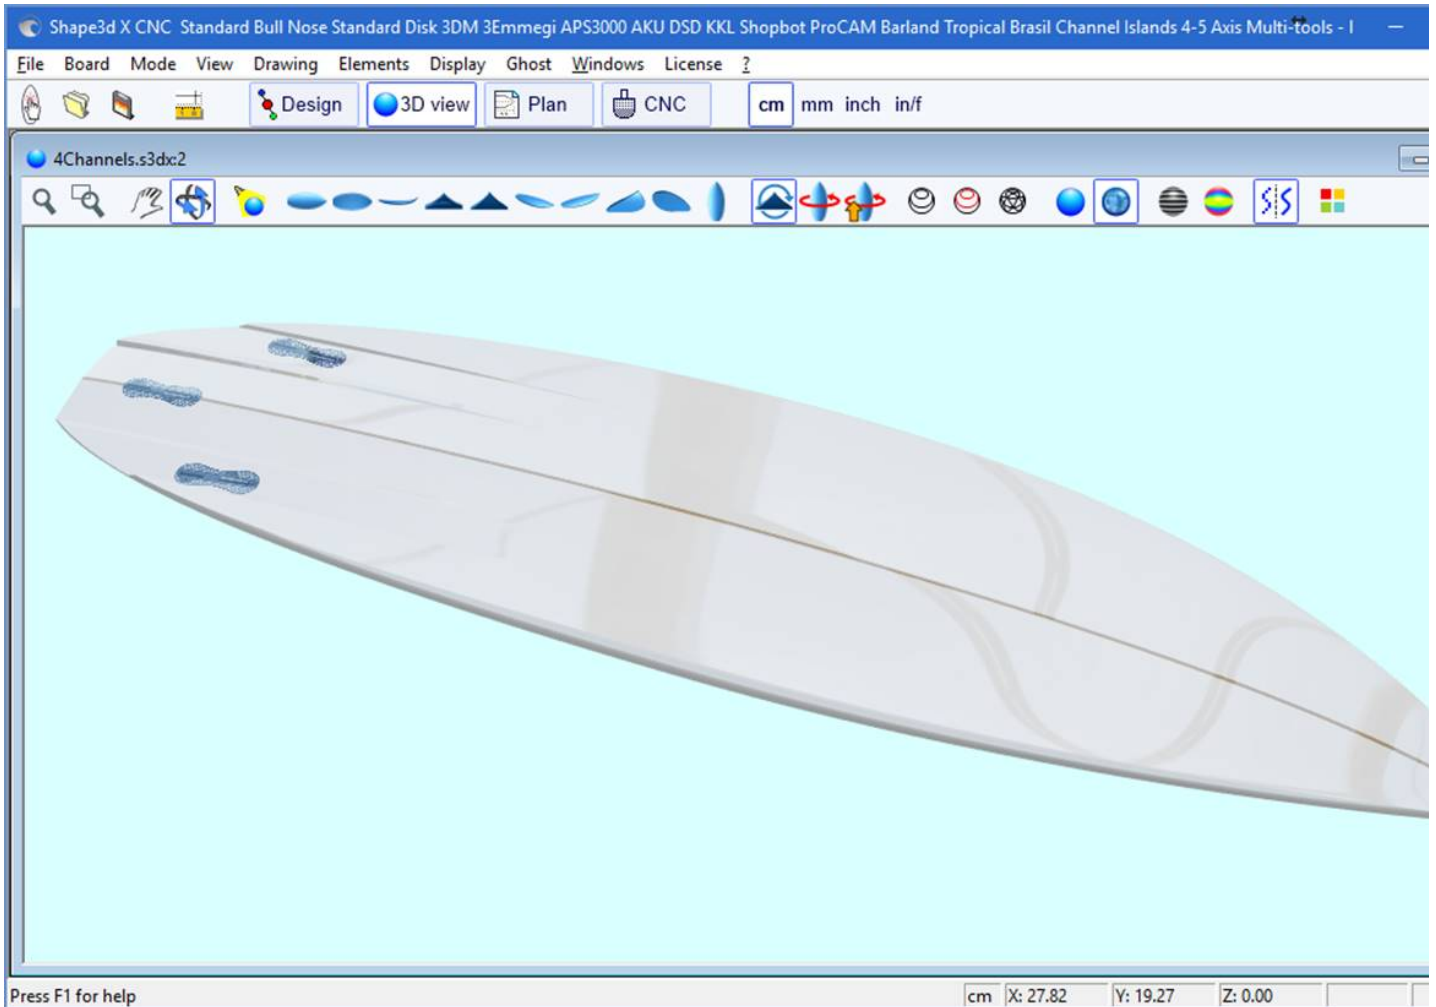 Shape3d X CNC Standard Bull Nose Standard Disk 3DM 3Emmegi APS3000 AKU DSD KKL Shopbot ProCAM Barland Tropical Brasil Channel Islands 4-5 Axis Multi-tools - I
File Board Mode View Drawing Elements Display Ghost Windows License ?
Design 3D view Plan CNC cm mm inch in/f
4Channels.s3dx:2
Press F1 for help cm X: 27.82 Y: 19.27 Z: 0.00